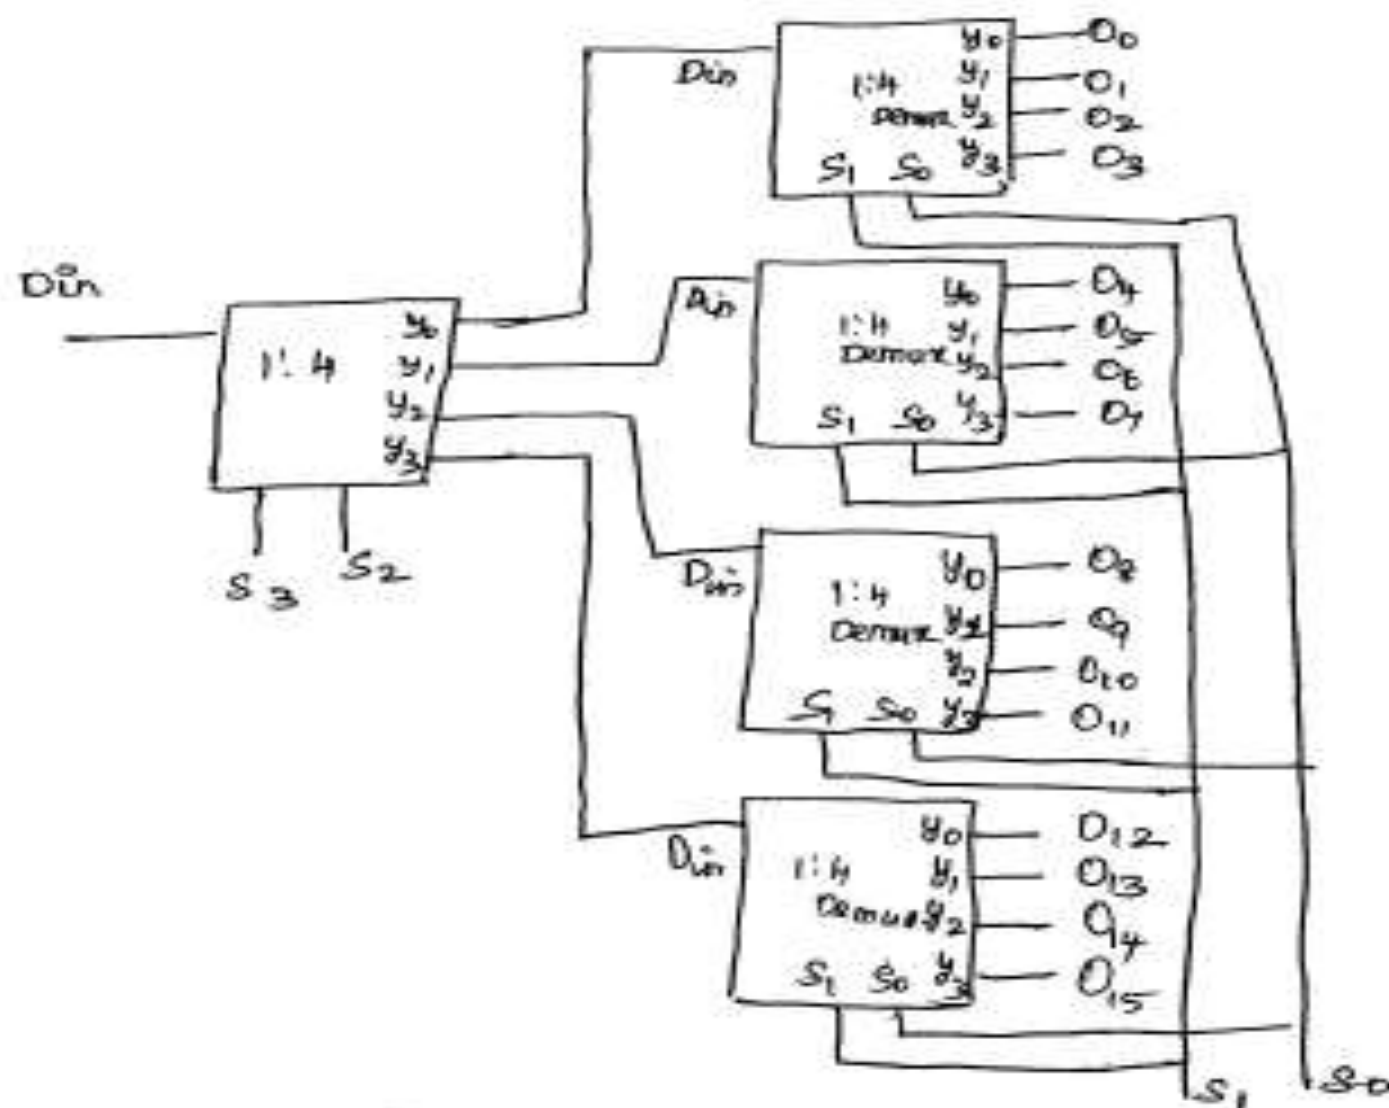 Din
1:4
y0
y1
y2
y3
S3
S2
Din
1:4
Demux
y0
y1
y2
y3
S1 S0
O0
O1
O2
O3
Din
1:4
Demux
y0
y1
y2
y3
S1 S0
O4
O5
O6
O7
Din
1:4
Demux
y0
y1
y2
y3
S1 S0
O8
O9
O10
O11
Din
1:4
Demux
y0
y1
y2
y3
S1 S0
O12
O13
O14
O15
S1
S0